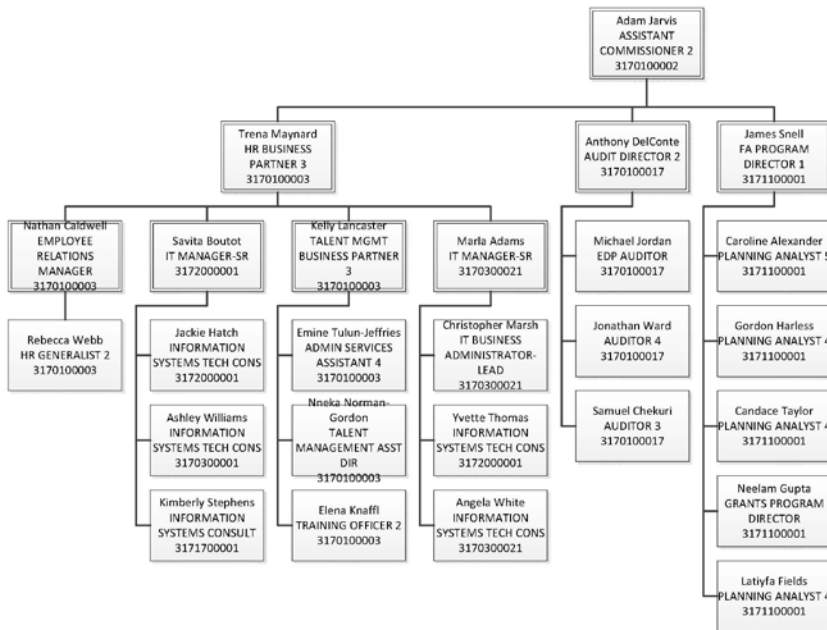 Adam Jarvis
ASSISTANT
COMMISSIONER 2
3170100002
Trena Maynard
HR BUSINESS
PARTNER 3
3170100003
Anthony DelConte
AUDIT DIRECTOR 2
3170100017
James Snell
FA PROGRAM
DIRECTOR 1
3171100001
Nathan Caldwell
EMPLOYEE
RELATIONS
MANAGER
3170100003
Savita Boutot
IT MANAGER-SR
3172000001
Kelly Lancaster
TALENT MGMT
BUSINESS PARTNER
3
3170100003
Marla Adams
IT MANAGER-SR
3170300021
Michael Jordan
EDP AUDITOR
3170100017
Caroline Alexander
PLANNING ANALYST 5
3171100001
Rebecca Webb
HR GENERALIST 2
3170100003
Jackie Hatch
INFORMATION
SYSTEMS TECH CONS
3172000001
Emine Tulun-Jeffries
ADMIN SERVICES
ASSISTANT 4
3170100003
Christopher Marsh
IT BUSINESS
ADMINISTRATOR-
LEAD
3170300021
Jonathan Ward
AUDITOR 4
3170100017
Gordon Harless
PLANNING ANALYST 4
3171100001
Ashley Williams
INFORMATION
SYSTEMS TECH CONS
3170300001
Nneka Norman-
Gordon
TALENT
MANAGEMENT ASST
DIR
3170100003
Yvette Thomas
INFORMATION
SYSTEMS TECH CONS
3172000001
Samuel Chekuri
AUDITOR 3
3170100017
Candace Taylor
PLANNING ANALYST 4
3171100001
Kimberly Stephens
INFORMATION
SYSTEMS CONSULT
3171700001
Elena Knaffl
TRAINING OFFICER 2
3170100003
Angela White
INFORMATION
SYSTEMS TECH CONS
3170300021
Neelam Gupta
GRANTS PROGRAM
DIRECTOR
3171100001
Latiyfa Fields
PLANNING ANALYST 4
3171100001